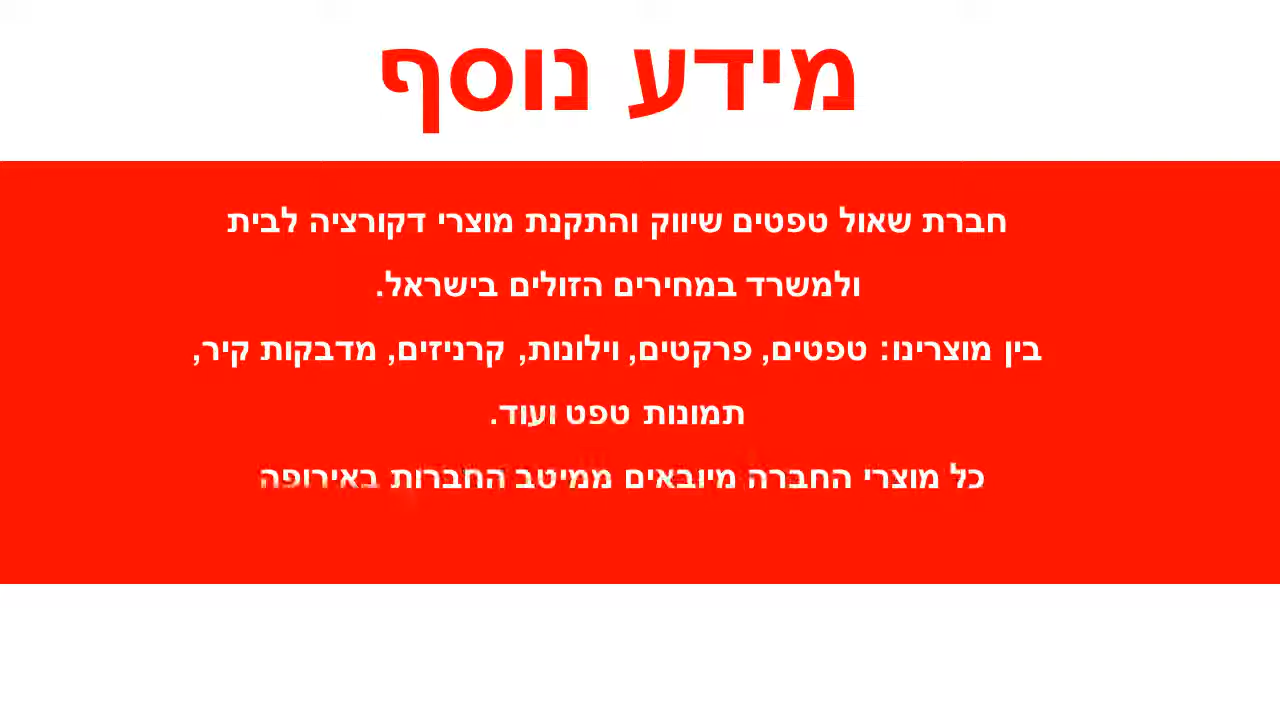 מידע נוסף
חברת שאול טפטים שיווק והתקנת מוצרי דקורציה לבית
ולמשרד במחירים הזולים בישראל.
בין מוצרינו: טפטים, פרקטים, וילונות, קרניזים, מדבקות קיר,
תמונות טפט ועוד.
כל מוצרי החברה מיובאים ממיטב החברות באירופה